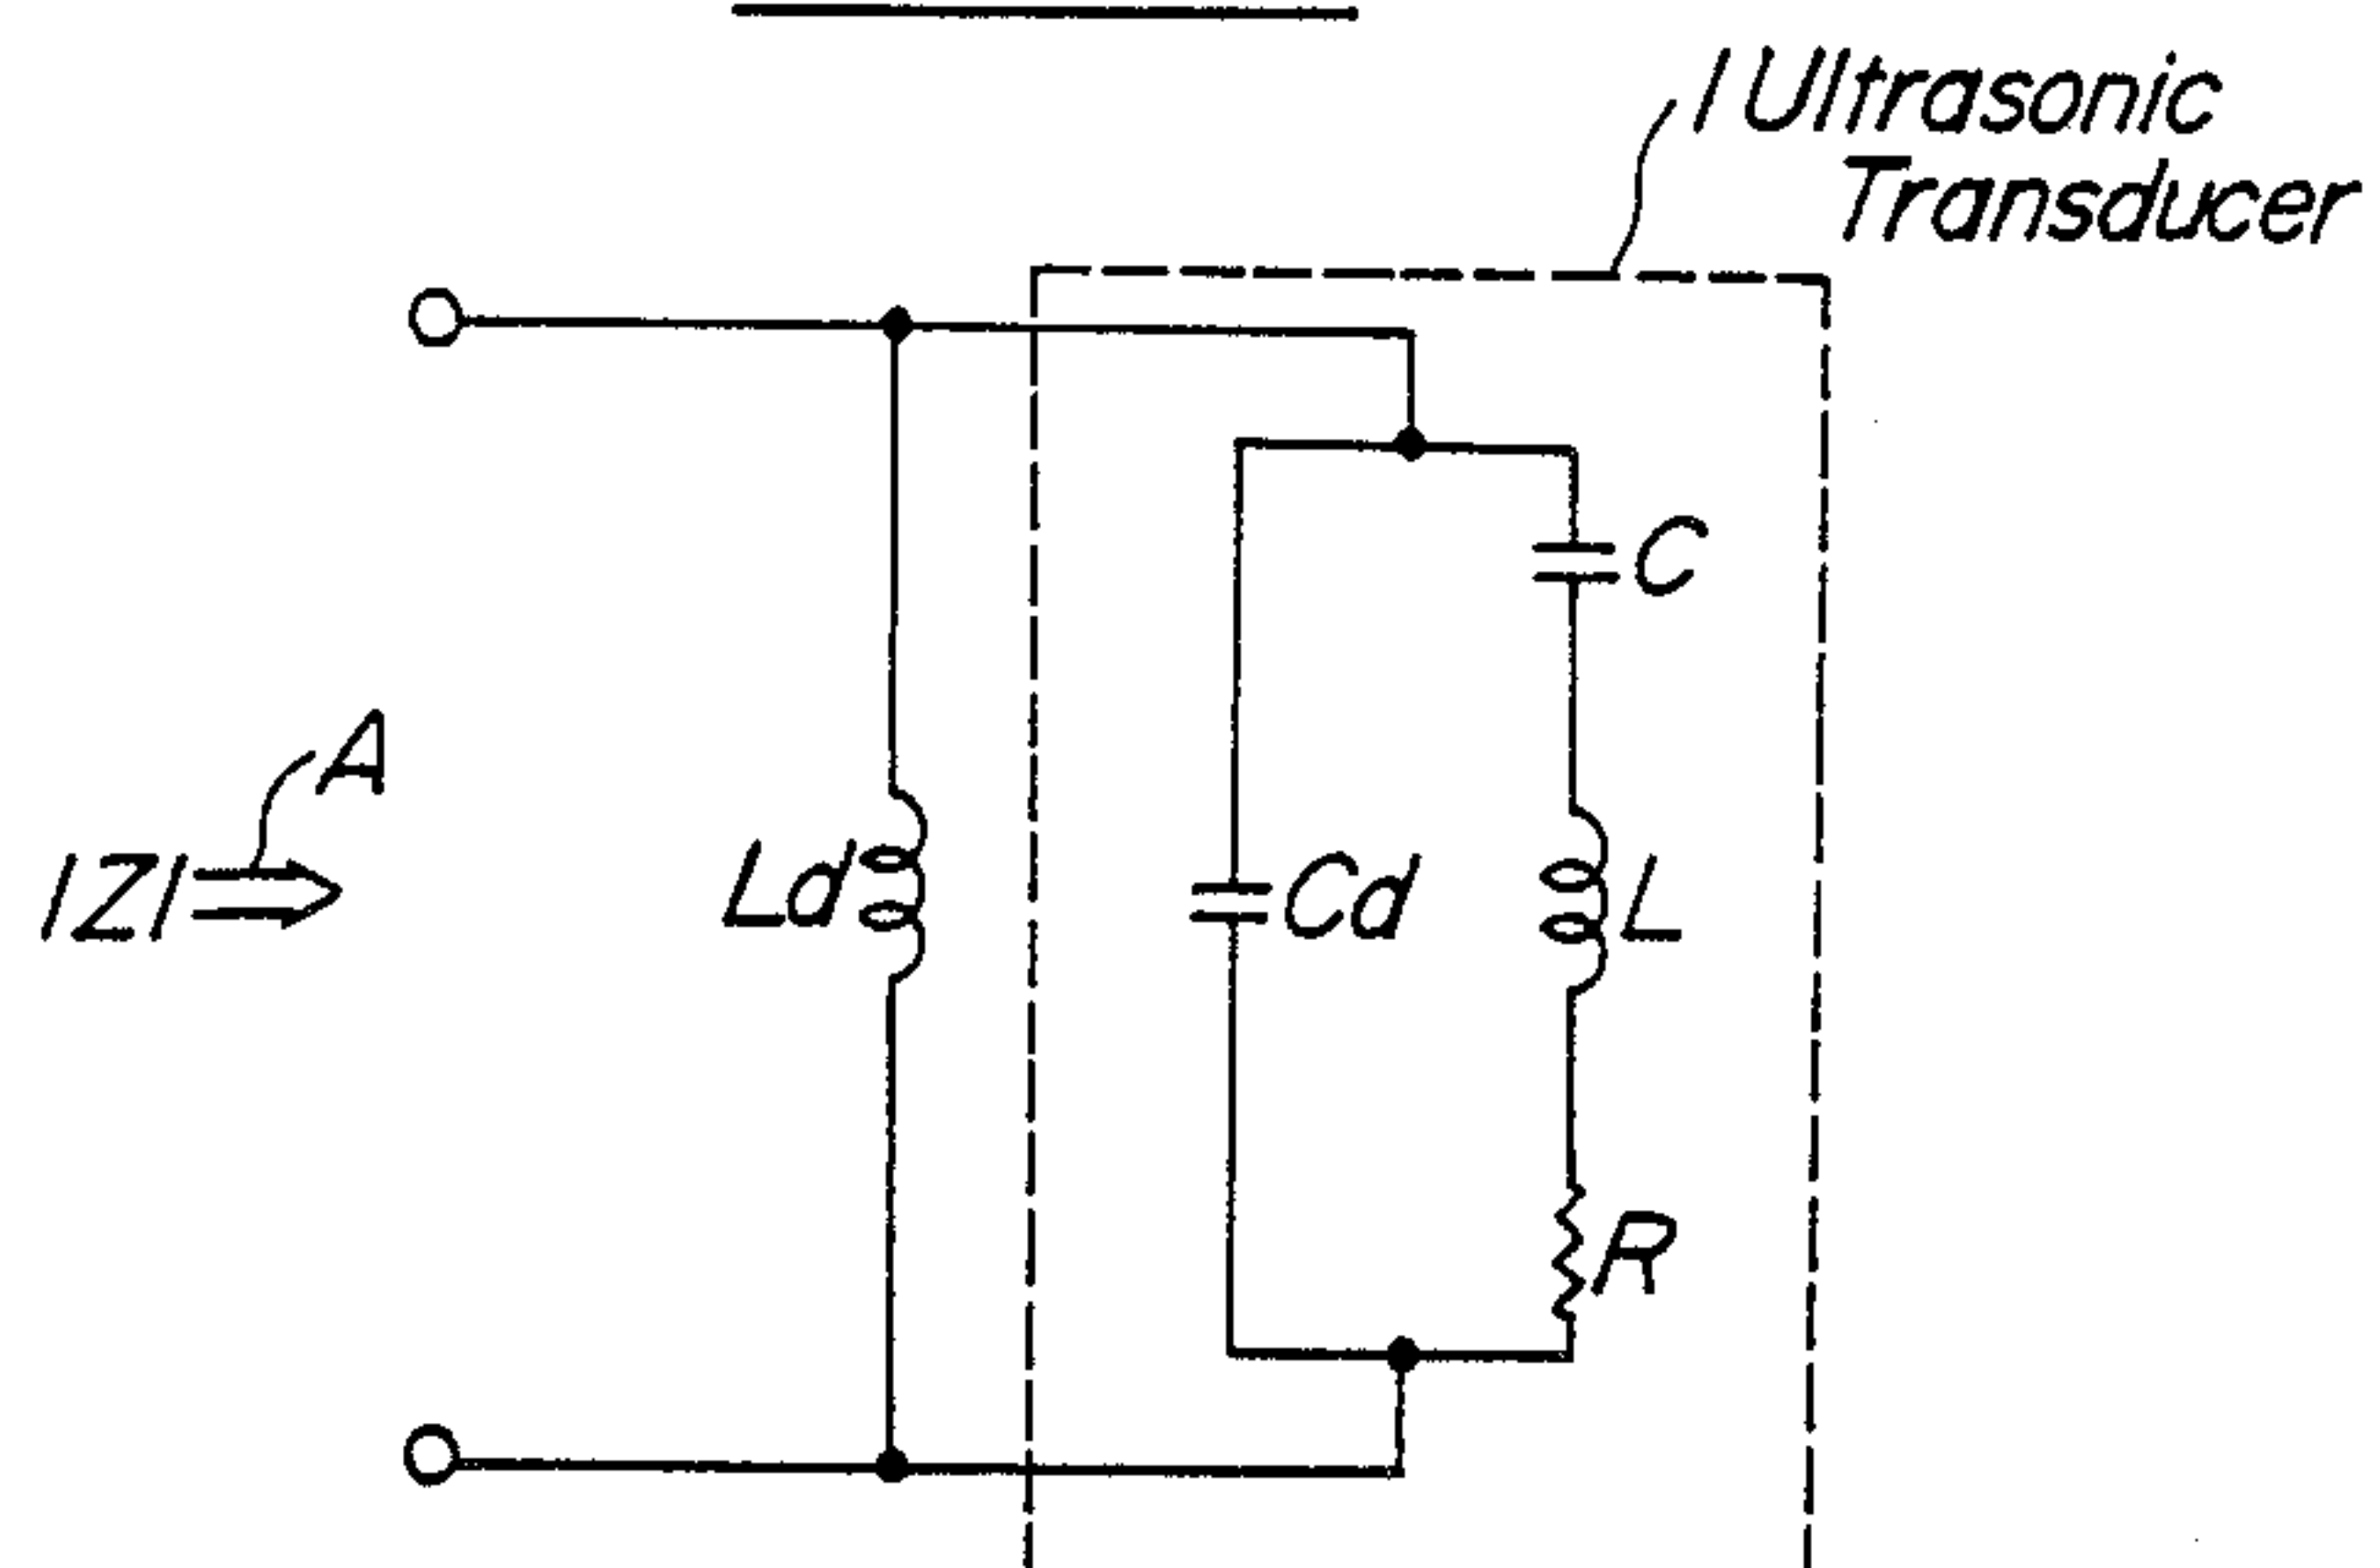 1 Ultrasonic
Transducer
C
A
|Z|
Ld
Cd
L
R